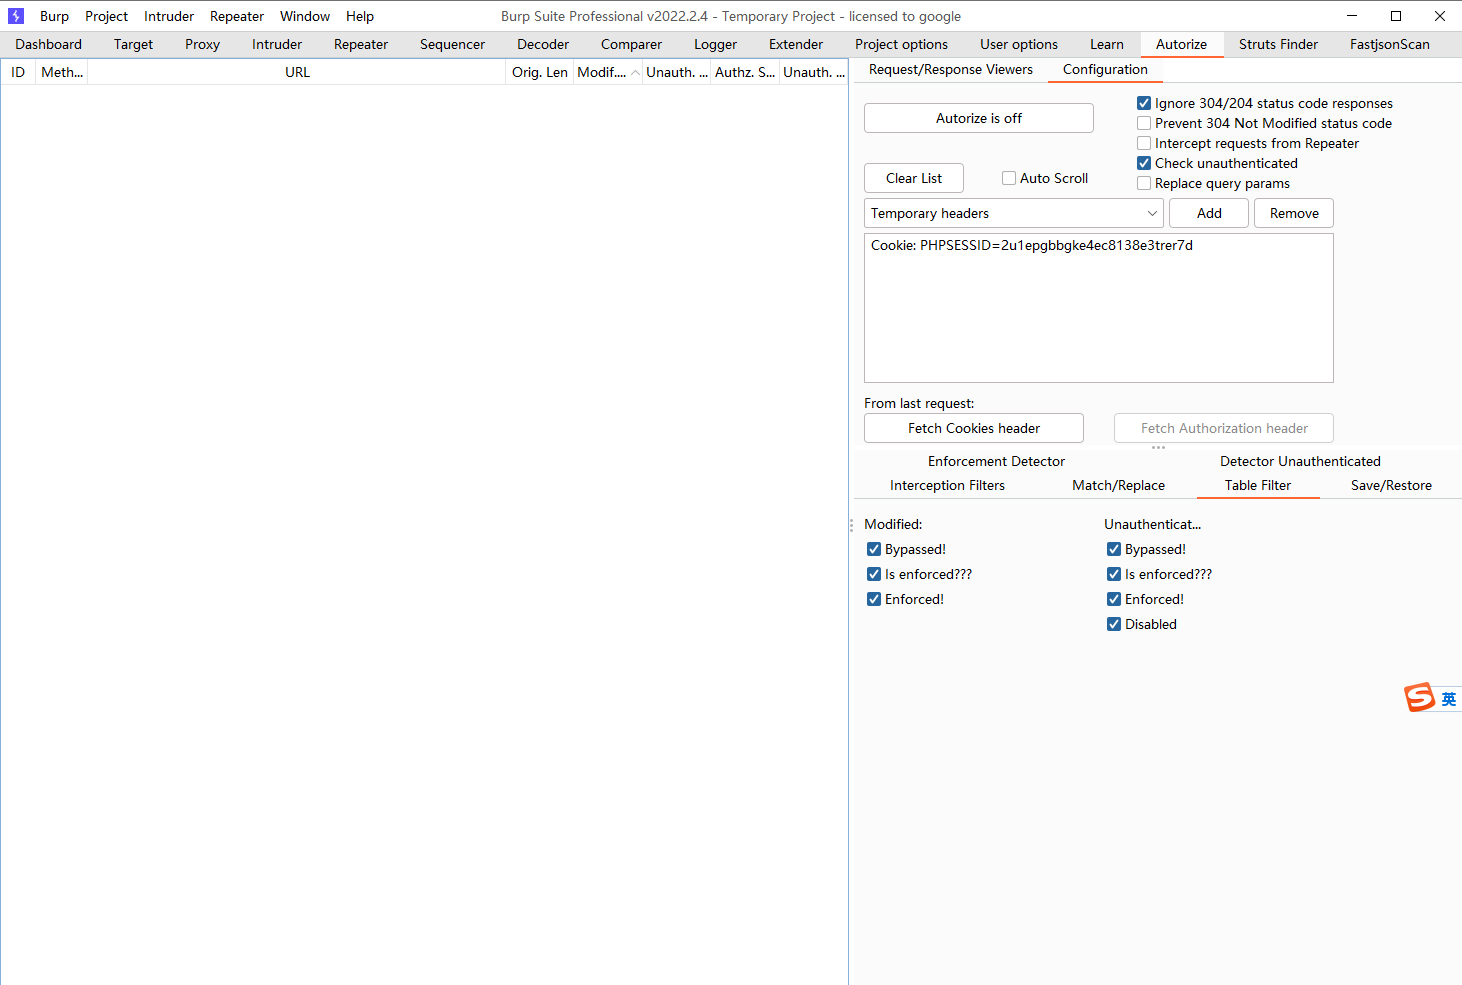 Burp Project Intruder Repeater Window Help Burp Suite Professional v2022.2.4 - Temporary Project - licensed to google
Dashboard Target Proxy Intruder Repeater Sequencer Decoder Comparer Logger Extender Project options User options Learn Autorize Struts Finder FastjsonScan
ID Meth... URL Orig. Len Modif.... Unauth. ... Authz. S... Unauth. ...
Request/Response Viewers Configuration
Autorize is off
Ignore 304/204 status code responses
Prevent 304 Not Modified status code
Intercept requests from Repeater
Check unauthenticated
Replace query params
Clear List Auto Scroll
Temporary headers Add Remove
Cookie: PHPSESSID=2u1epgbbgke4ec8138e3trer7d
From last request:
Fetch Cookies header Fetch Authorization header
Enforcement Detector Detector Unauthenticated
Interception Filters Match/Replace Table Filter Save/Restore
Modified: Unauthenticat...
Bypassed! Bypassed!
Is enforced??? Is enforced???
Enforced! Enforced!
Disabled
S 英